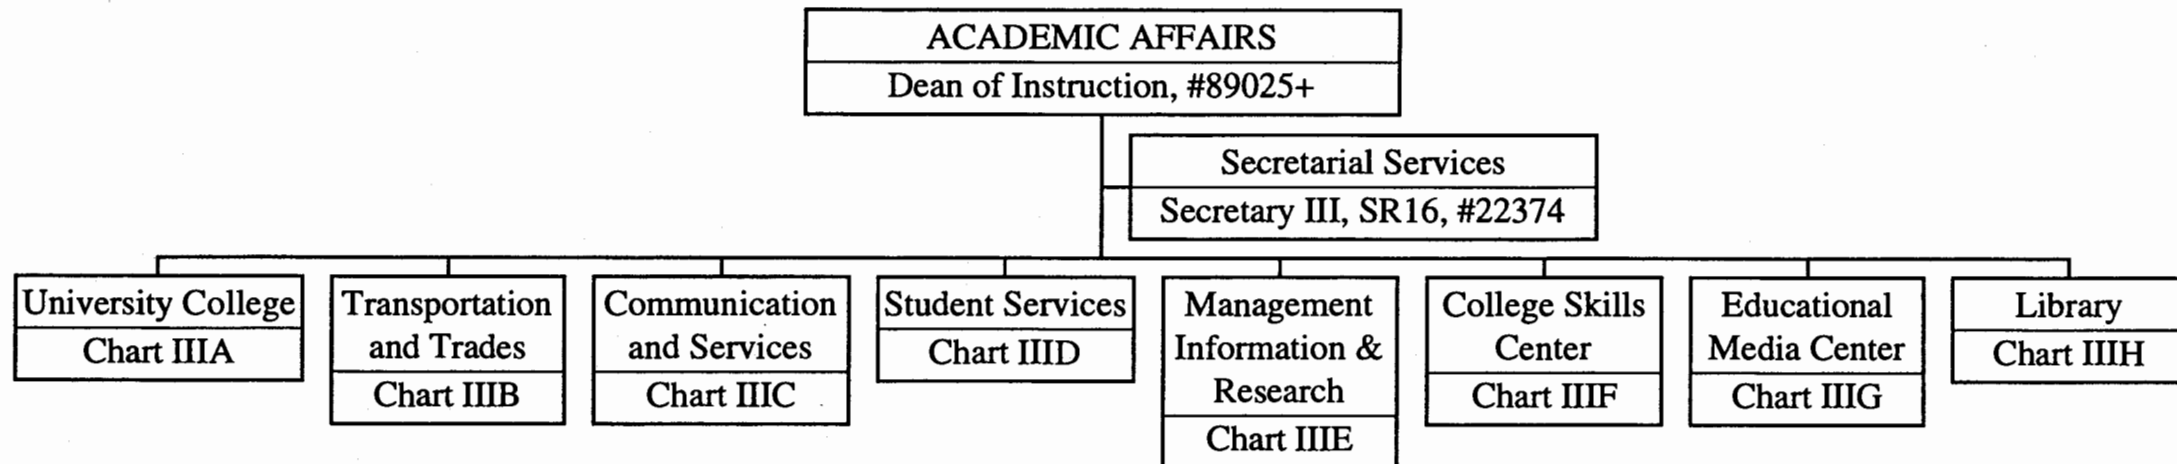 ACADEMIC AFFAIRS
Dean of Instruction, #89025+
Secretarial Services
Secretary III, SR16, #22374
University College
Chart IIIA
Transportation
and Trades
Chart IIIB
Communication
and Services
Chart IIIC
Student Services
Chart IIID
Management
Information &
Research
Chart IIIE
College Skills
Center
Chart IIIF
Educational
Media Center
Chart IIIG
Library
Chart IIIH